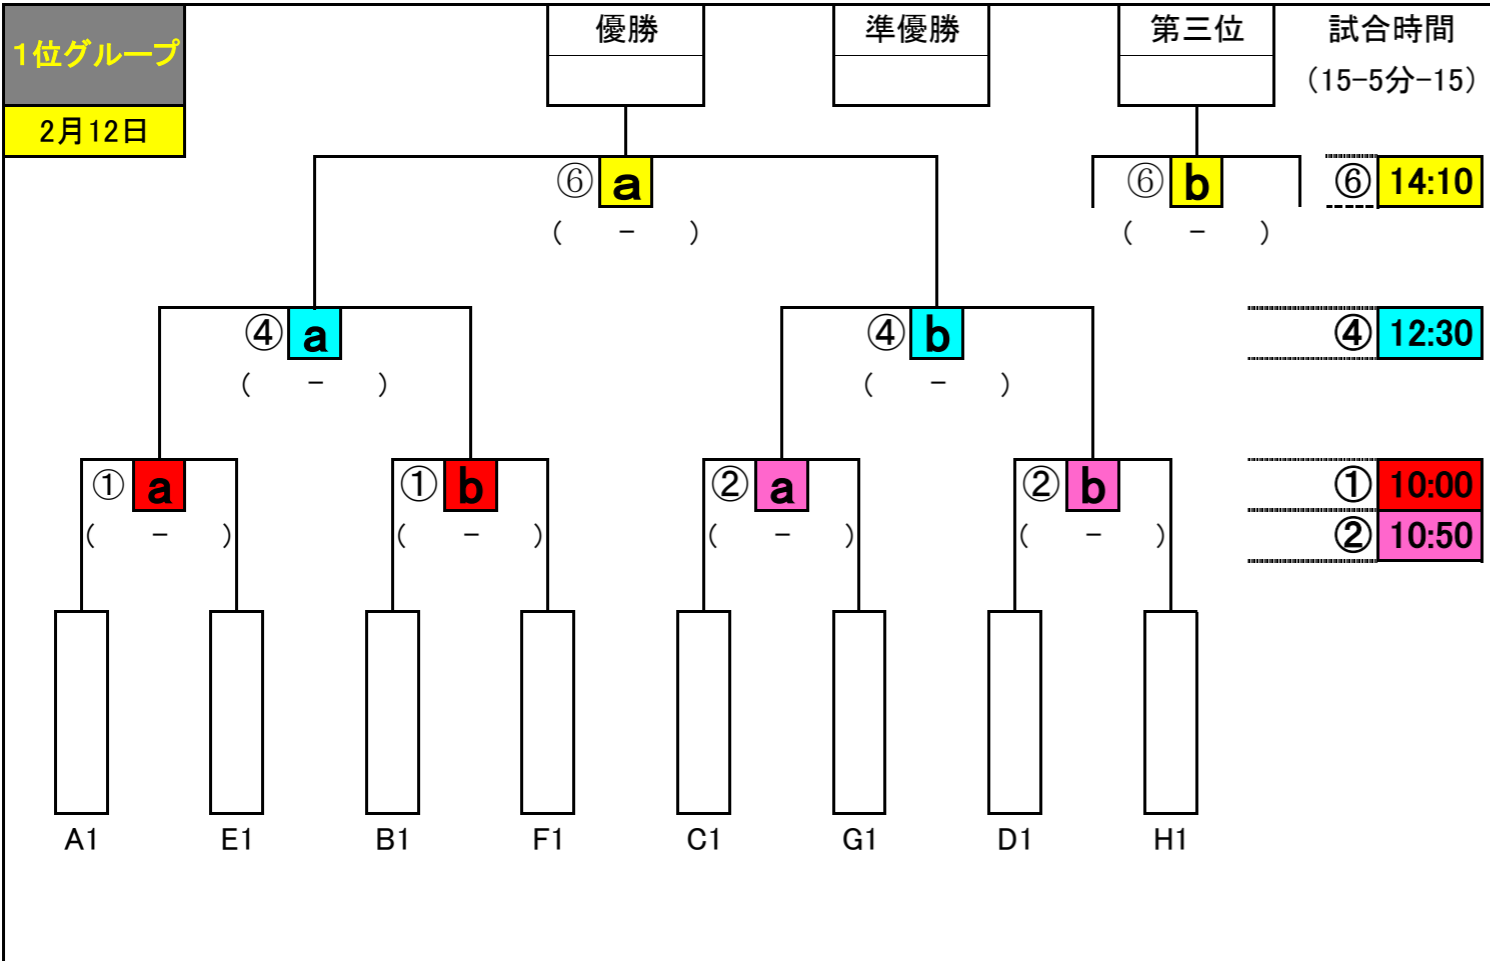 1位グループ
2月12日
優勝
準優勝
第三位
試合時間
(15-5分-15)
⑥ a
( - )
⑥ b
( - )
⑥ 14:10
④ a
( - )
④ b
( - )
④ 12:30
① a
( - )
① b
( - )
② a
( - )
② b
( - )
① 10:00
② 10:50
A1 E1 B1 F1 C1 G1 D1 H1